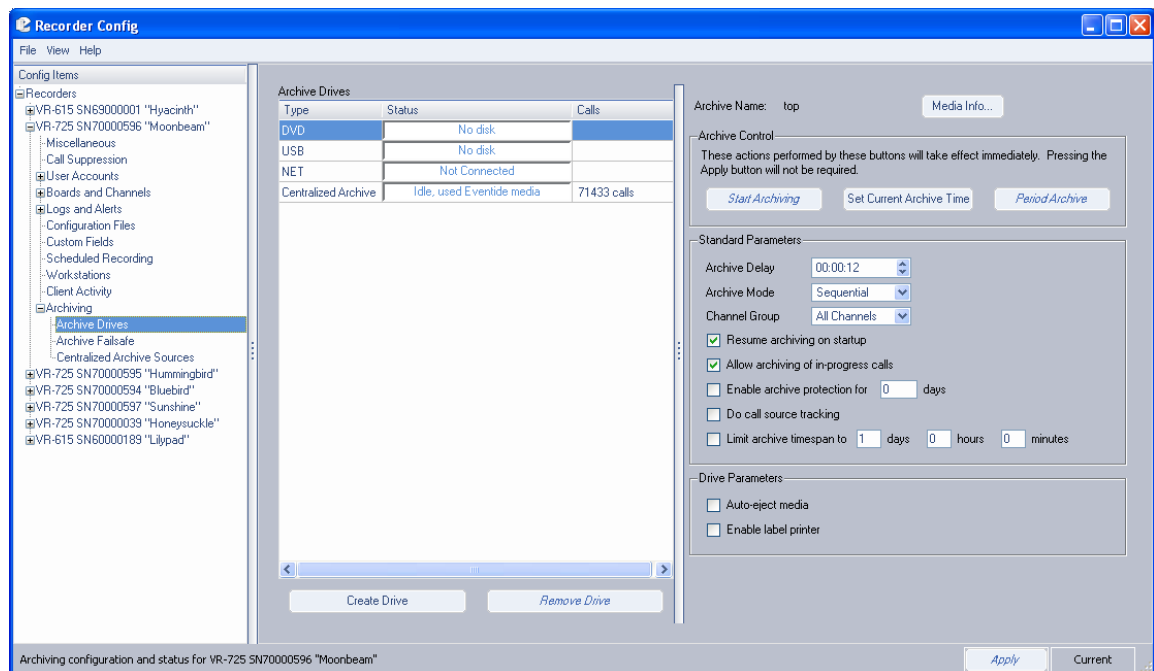 Recorder Config
File View Help
Config Items
Recorders
VR-615 SN69000001 "Hyacinth"
VR-725 SN70000596 "Moonbeam"
Miscellaneous
Call Suppression
User Accounts
Boards and Channels
Logs and Alerts
Configuration Files
Custom Fields
Scheduled Recording
Workstations
Client Activity
Archiving
Archive Drives
Archive Failsafe
Centralized Archive Sources
VR-725 SN70000595 "Hummingbird"
VR-725 SN70000594 "Bluebird"
VR-725 SN70000597 "Sunshine"
VR-725 SN70000039 "Honeysuckle"
VR-615 SN60000189 "Lilypad"
Archive Drives
Type Status Calls
DVD No disk
USB No disk
NET Not Connected
Centralized Archive Idle, used Eventide media 71433 calls
Create Drive Remove Drive
Archive Name: top Media Info...
Archive Control
These actions performed by these buttons will take effect immediately. Pressing the
Apply button will not be required.
Start Archiving Set Current Archive Time Period Archive
Standard Parameters
Archive Delay 00:00:12
Archive Mode Sequential
Channel Group All Channels
Resume archiving on startup
Allow archiving of in-progress calls
Enable archive protection for 0 days
Do call source tracking
Limit archive timespan to 1 days 0 hours 0 minutes
Drive Parameters
Auto-eject media
Enable label printer
Archiving configuration and status for VR-725 SN70000596 "Moonbeam" Apply Current